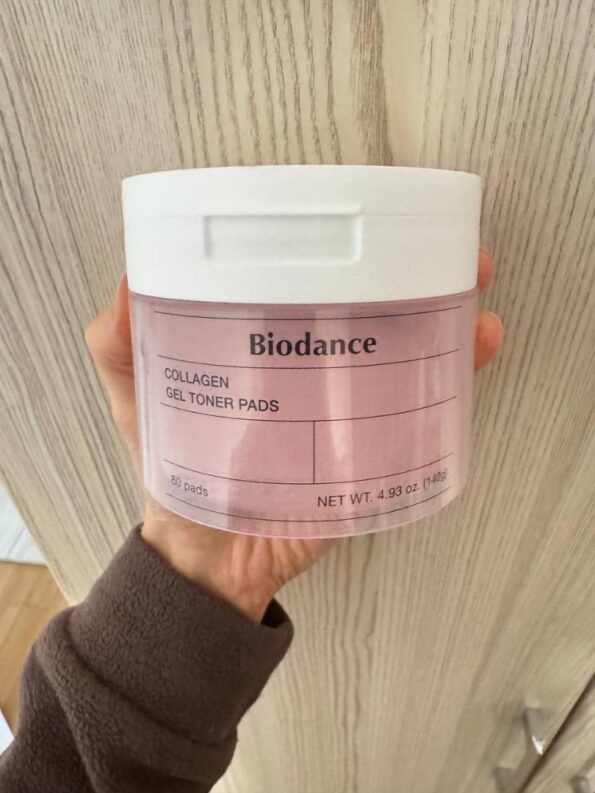 Biodance
COLLAGEN
GEL TONER PADS
60 pads
NET WT. 4.93 oz. (140g)